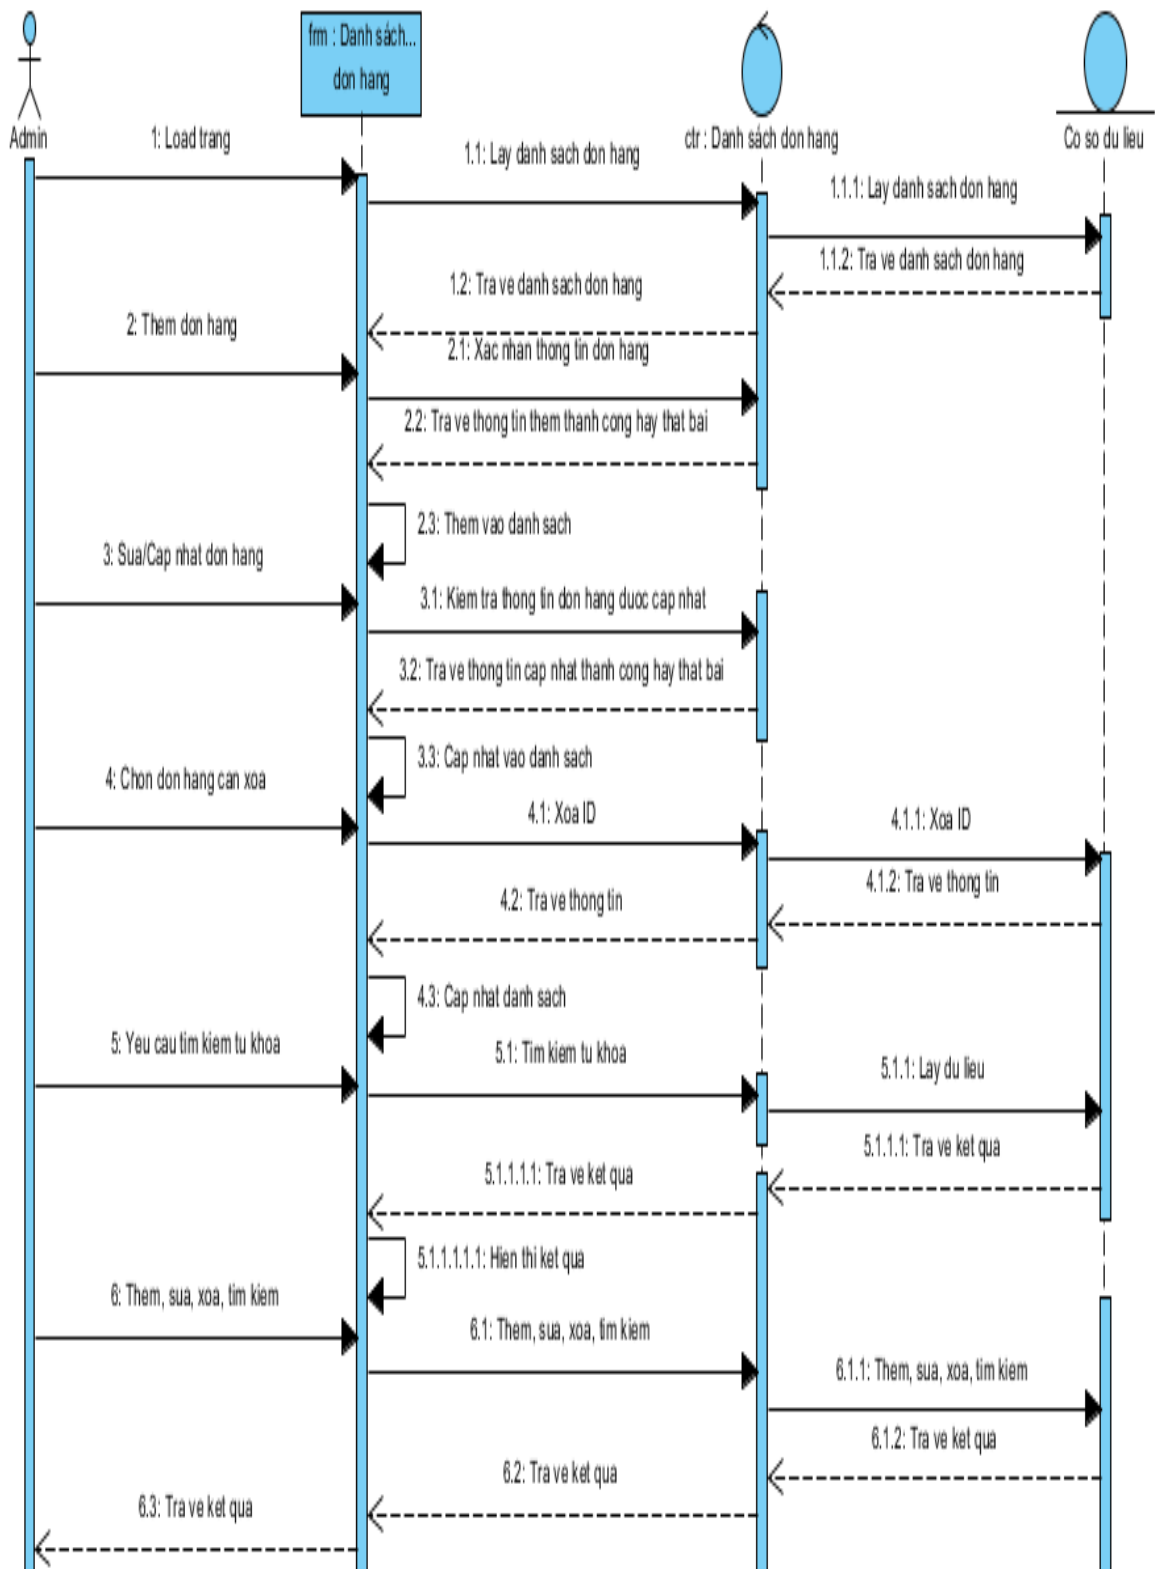 frm : Danh sách...
don hang
Admin
ctr : Danh sách don hang
Co so du lieu
1: Load trang
1.1: Lay danh sach don hang
1.1.1: Lay danh sach don hang
1.1.2: Tra ve danh sach don hang
1.2: Tra ve danh sach don hang
2: Them don hang
2.1: Xac nhan thong tin don hang
2.2: Tra ve thong tin them thanh cong hay that bai
2.3: Them vao danh sach
3: Sua/Cap nhat don hang
3.1: Kiem tra thong tin don hang duoc cap nhat
3.2: Tra ve thong tin cap nhat thanh cong hay that bai
3.3: Cap nhat vao danh sach
4: Chon don hang can xoa
4.1: Xoa ID
4.1.1: Xoa ID
4.1.2: Tra ve thong tin
4.2: Tra ve thong tin
4.3: Cap nhat danh sach
5: Yeu cau tim kiem tu khoa
5.1: Tim kiem tu khoa
5.1.1: Lay du lieu
5.1.1.1: Tra ve ket qua
5.1.1.1.1: Tra ve ket qua
5.1.1.1.1.1: Hien thi ket qua
6: Them, sua, xoa, tim kiem
6.1: Them, sua, xoa, tim kiem
6.1.1: Them, sua, xoa, tim kiem
6.1.2: Tra ve ket qua
6.2: Tra ve ket qua
6.3: Tra ve ket qua